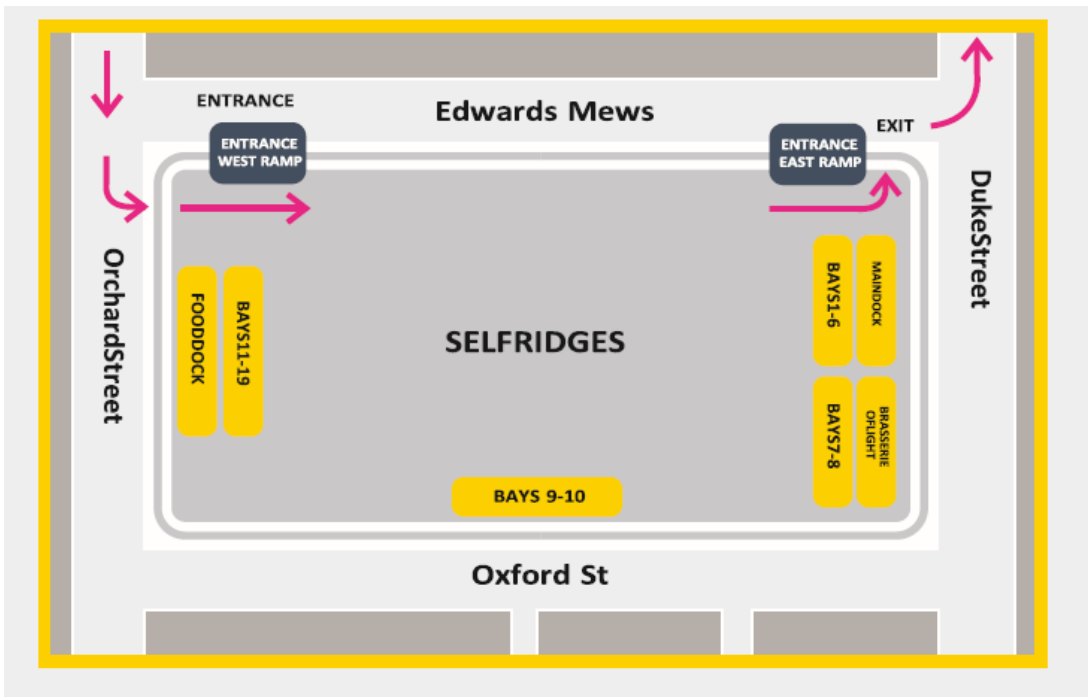 ENTRANCE
Edwards Mews
EXIT
ENTRANCE
WEST RAMP
ENTRANCE
EAST RAMP
DukeStreet
OrchardStreet
FOODDOCK
BAYS11-19
SELFRIDGES
BAYS1-6
MAINDOCK
BAYS7-8
BRASSERIE
OFLIGHT
BAYS 9-10
Oxford St